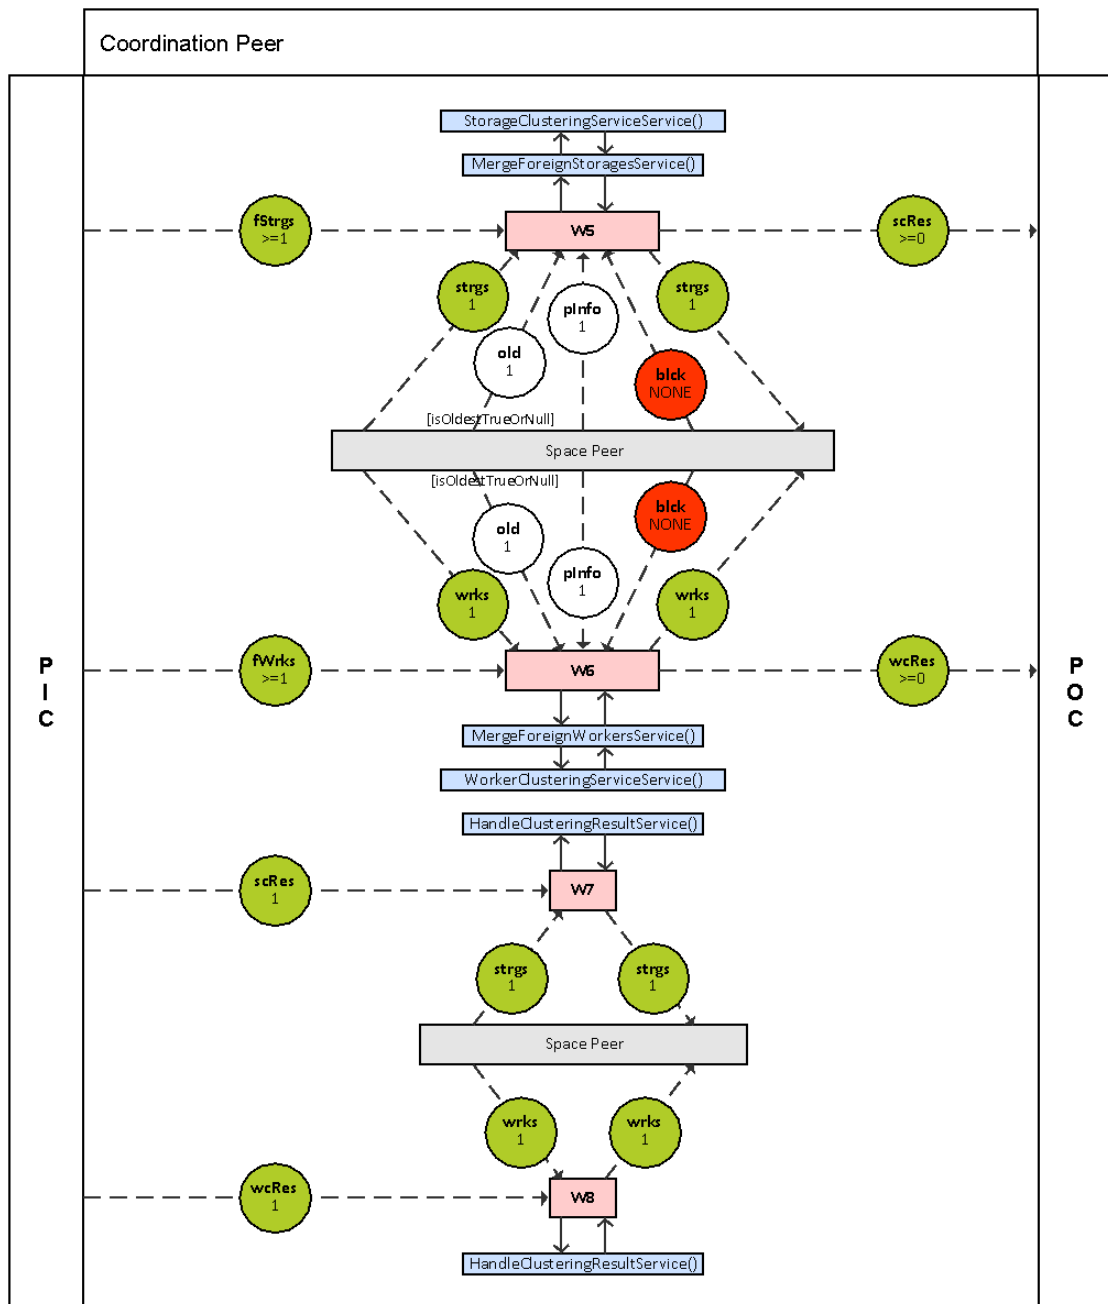 Coordination Peer
StorageClusteringServiceService()
MergeForeignStoragesService()
fStrgs
>=1
W5
scRes
>=0
strgs
1
old
1
pInfo
1
blck
NONE
strgs
1
[isOldestTrueOrNull]
Space Peer
[isOldestTrueOrNull]
old
1
pInfo
1
blck
NONE
wrks
1
wrks
1
fWrks
>=1
W6
wcRes
>=0
P
I
C
P
O
C
MergeForeignWorkersService()
WorkerClusteringServiceService()
HandleClusteringResultService()
scRes
1
W7
strgs
1
strgs
1
Space Peer
wrks
1
wrks
1
wcRes
1
W8
HandleClusteringResultService()